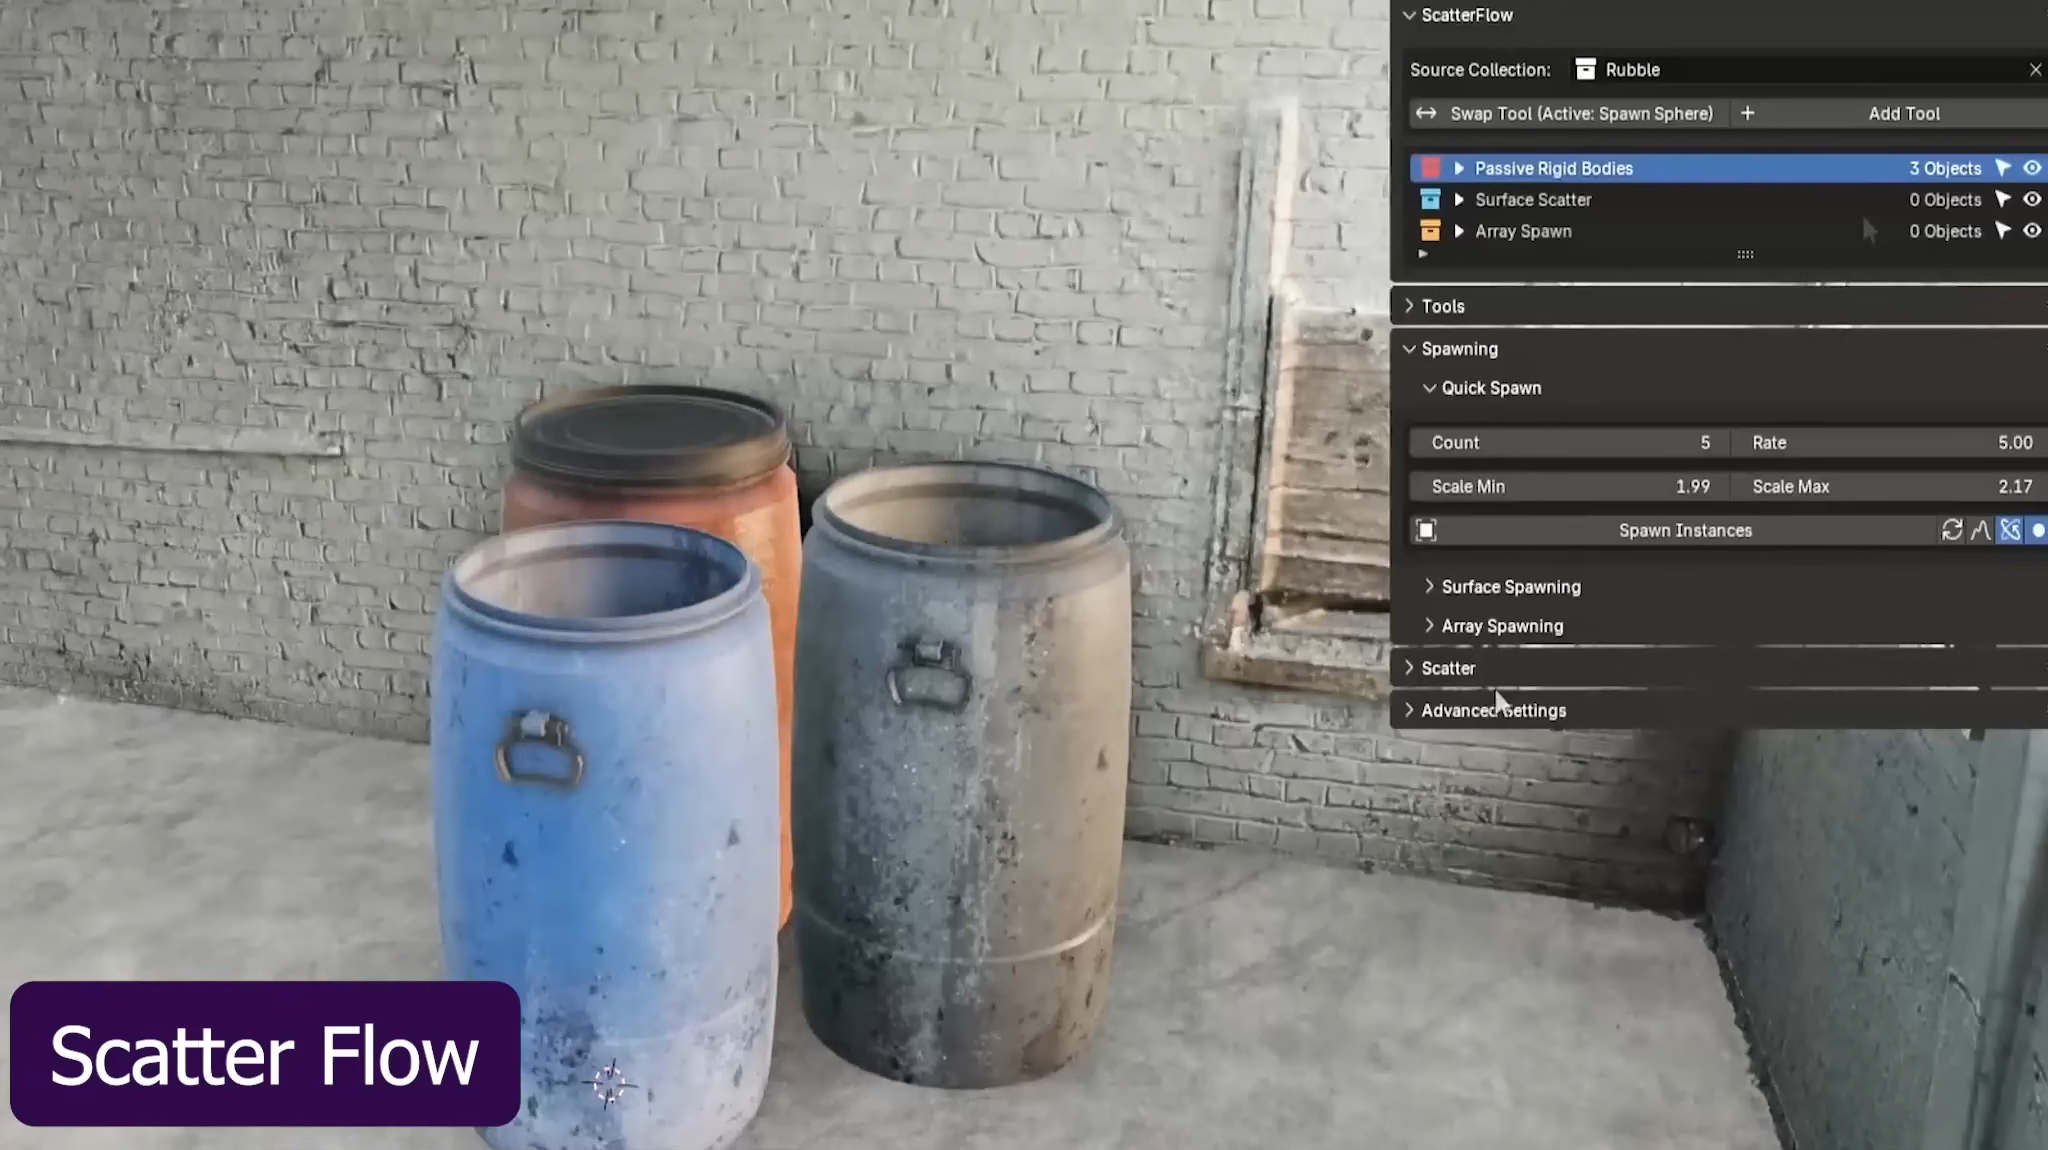 ScatterFlow
Source Collection: Rubble
Swap Tool (Active: Spawn Sphere) Add Tool
Passive Rigid Bodies 3 Objects
Surface Scatter 0 Objects
Array Spawn 0 Objects
Tools
Spawning
Quick Spawn
Count 5 Rate 5.00
Scale Min 1.99 Scale Max 2.17
Spawn Instances
Surface Spawning
Array Spawning
Scatter
Advanced Settings
Scatter Flow